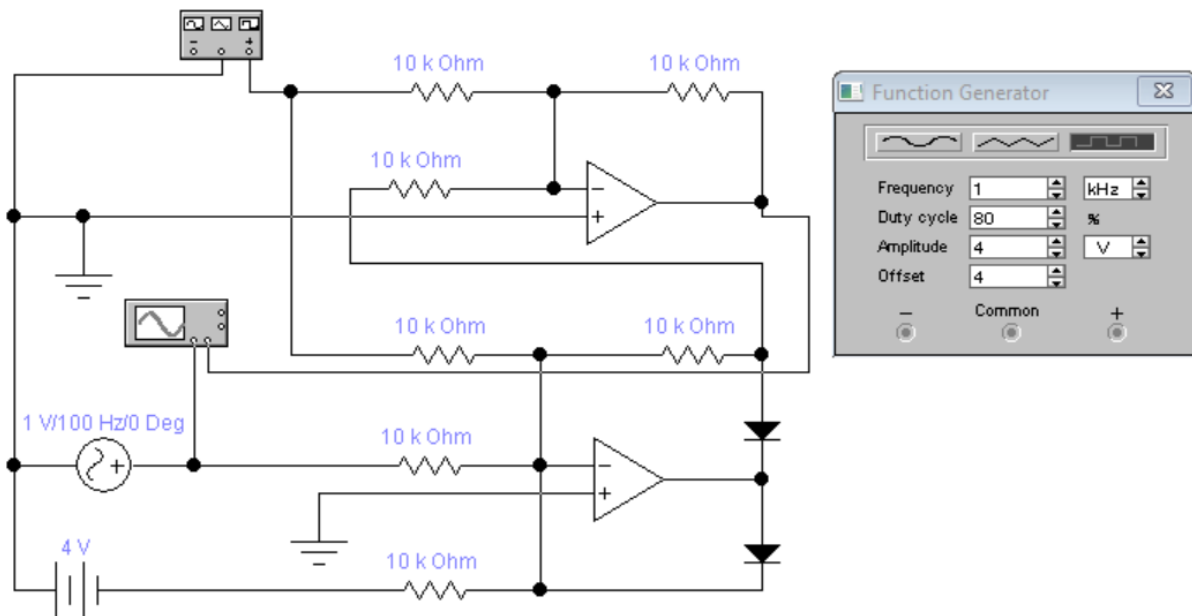 10 k Ohm
10 k Ohm
10 k Ohm
10 k Ohm
10 k Ohm
1 V/100 Hz/0 Deg
10 k Ohm
4 V
10 k Ohm
Function Generator
Frequency 1 kHz
Duty cycle 80 %
Amplitude 4 V
Offset 4
− Common +